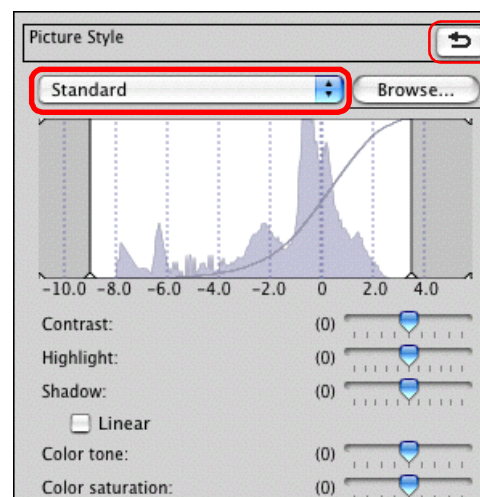 Picture Style
Standard Browse...
-10.0 -8.0 -6.0 -4.0 -2.0 0 2.0 4.0
Contrast: (0)
Highlight: (0)
Shadow: (0)
Linear
Color tone: (0)
Color saturation: (0)